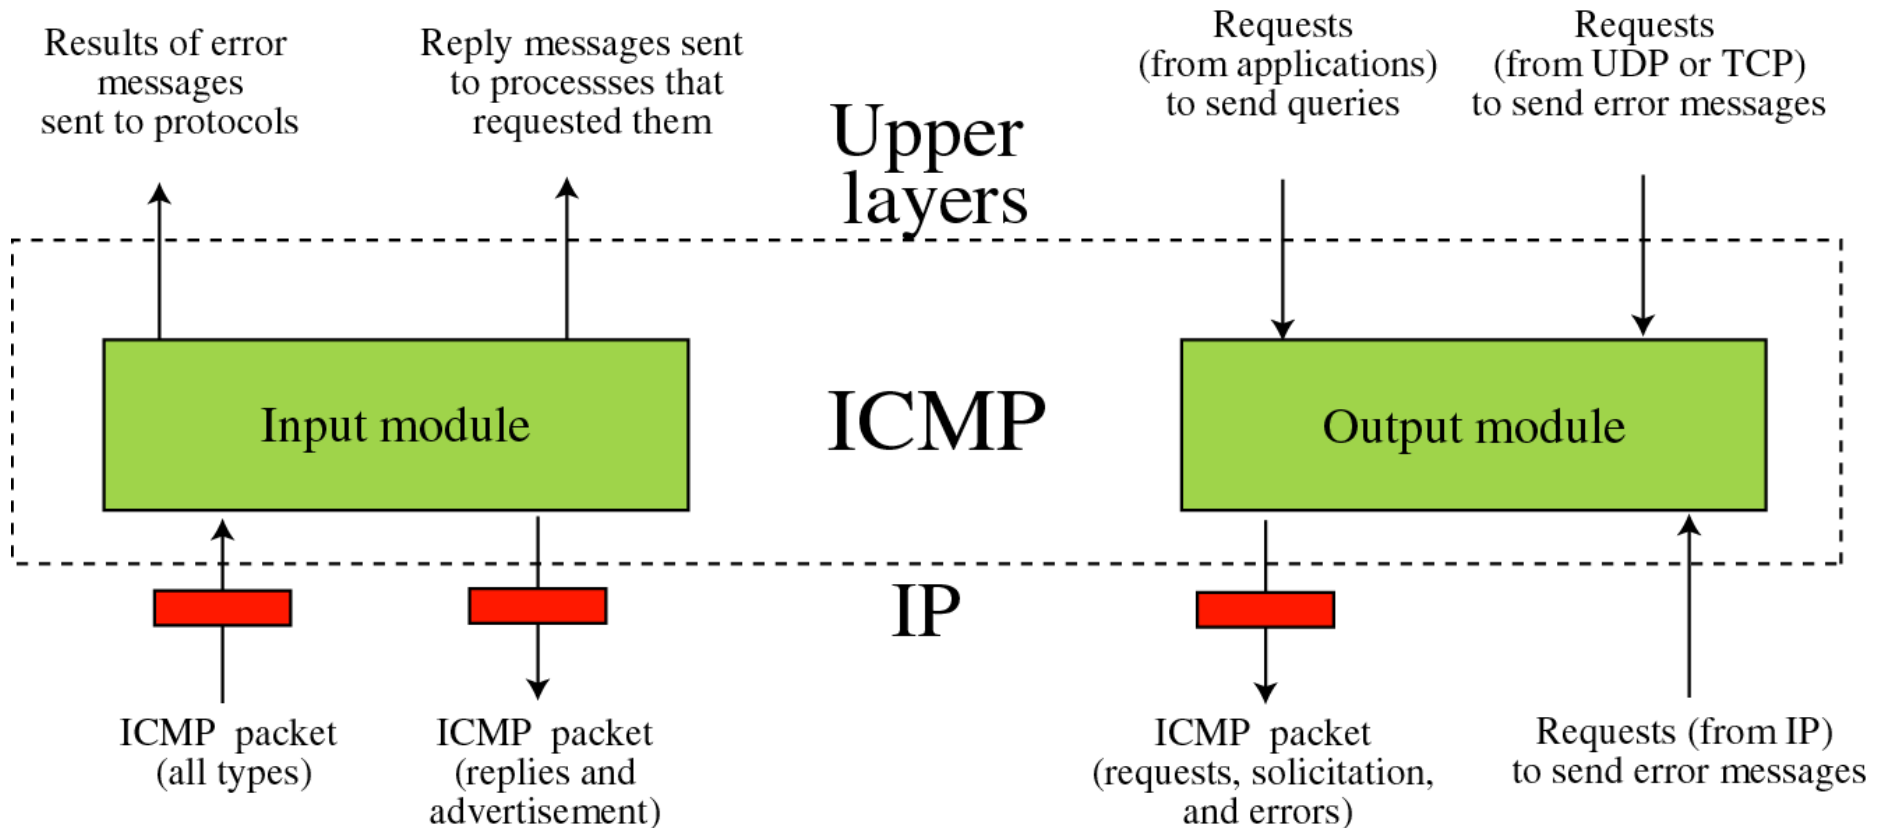 Results of error
messages
sent to protocols
Reply messages sent
to processses that
requested them
Upper
layers
Requests
(from applications)
to send queries
Requests
(from UDP or TCP)
to send error messages
Input module
ICMP
Output module
IP
ICMP packet
(all types)
ICMP packet
(replies and
advertisement)
ICMP packet
(requests, solicitation,
and errors)
Requests (from IP)
to send error messages